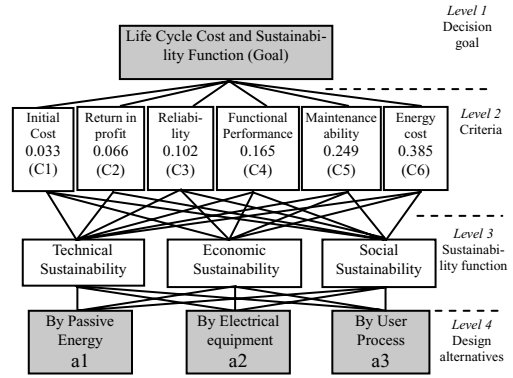 Level 1
Decision
goal
Life Cycle Cost and Sustainabi-
lity Function (Goal)
Level 2
Criteria
Initial
Cost
0.033
(C1)
Return in
profit
0.066
(C2)
Reliabi-
lity
0.102
(C3)
Functional
Performance
0.165
(C4)
Maintenance
ability
0.249
(C5)
Energy
cost
0.385
(C6)
Level 3
Sustainabi-
lity function
Technical
Sustainability
Economic
Sustainability
Social
Sustainability
Level 4
Design
alternatives
By Passive
Energy
a1
By Electrical
equipment
a2
By User
Process
a3